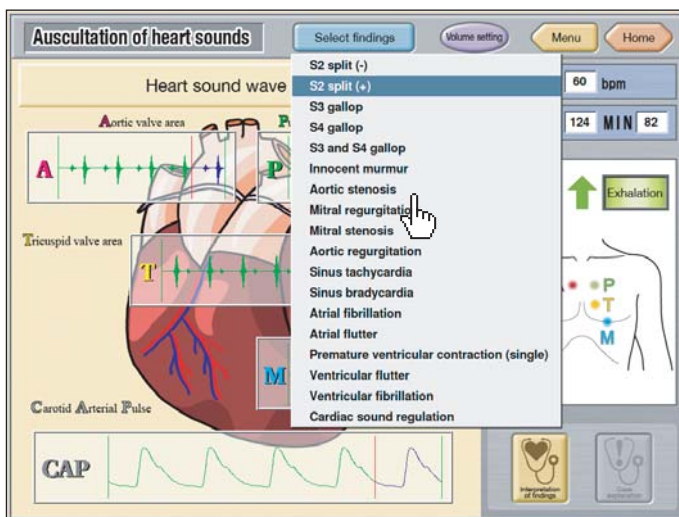 Auscultation of heart sounds
Select findings
Volume setting
Menu
Home
Heart sound wave
60 bpm
124 MIN 82
S2 split (-)
S2 split (+)
S3 gallop
S4 gallop
S3 and S4 gallop
Innocent murmur
Aortic stenosis
Mitral regurgitation
Mitral stenosis
Aortic regurgitation
Sinus tachycardia
Sinus bradycardia
Atrial fibrillation
Atrial flutter
Premature ventricular contraction (single)
Ventricular flutter
Ventricular fibrillation
Cardiac sound regulation
Aortic valve area
A
P
Exhalation
Tricuspid valve area
T
P
T
M
M
Carotid Arterial Pulse
CAP
Interpretation
of findings